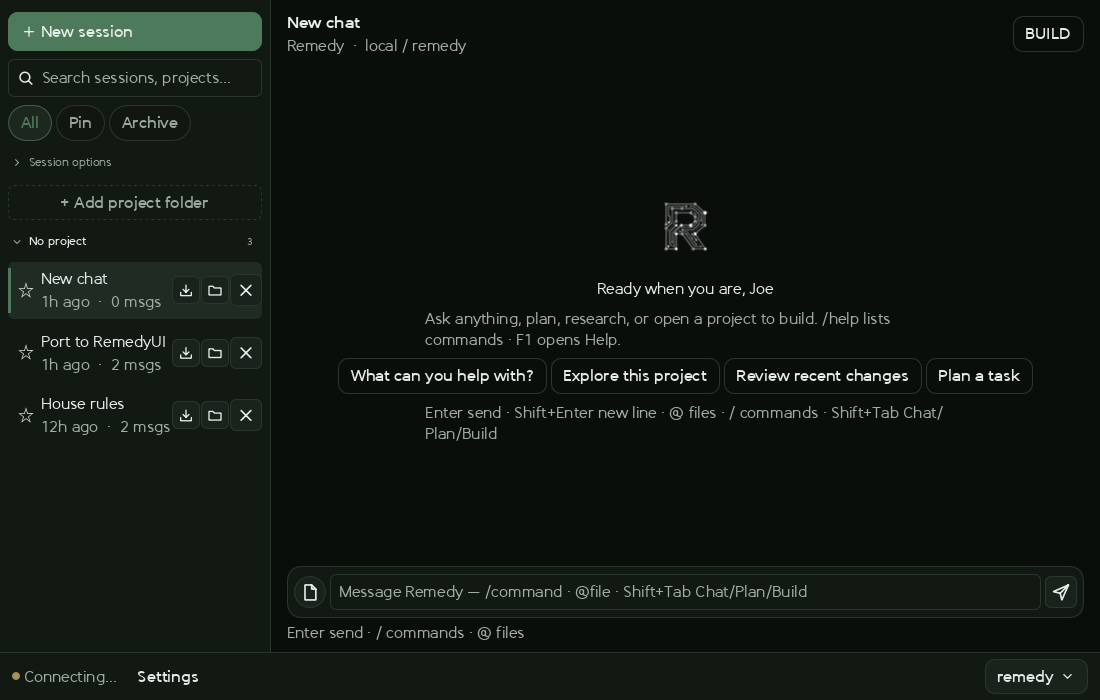 + New session
Search sessions, projects...
All
Pin
Archive
Session options
+ Add project folder
No project
3
New chat
1h ago · 0 msgs
Port to RemedyUI
1h ago · 2 msgs
House rules
12h ago · 2 msgs
New chat
Remedy · local / remedy
BUILD
R
Ready when you are, Joe
Ask anything, plan, research, or open a project to build. /help lists
commands · F1 opens Help.
What can you help with?
Explore this project
Review recent changes
Plan a task
Enter send · Shift+Enter new line · @ files · / commands · Shift+Tab Chat/
Plan/Build
Message Remedy — /command · @file · Shift+Tab Chat/Plan/Build
Enter send · / commands · @ files
Connecting...
Settings
remedy